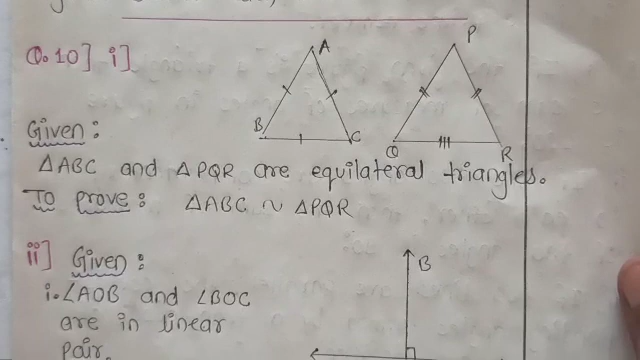 Q.10] i]
A
P
B
C
Q
R
Given:
△ABC and △PQR are equilateral triangles.
To prove: △ABC ~ △PQR
ii] Given:
B
i. ∠AOB and ∠BOC
are in linear
pair.